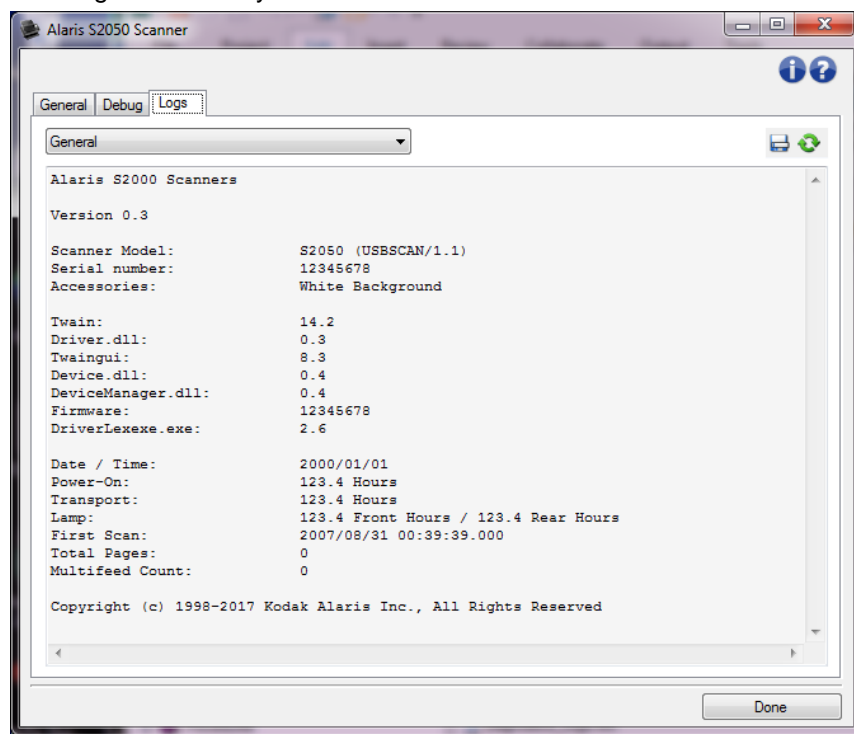 Alaris S2050 Scanner
General Debug Logs
General
Alaris S2000 Scanners
Version 0.3
Scanner Model: S2050 (USBSCAN/1.1)
Serial number: 12345678
Accessories: White Background
Twain: 14.2
Driver.dll: 0.3
Twaingui: 8.3
Device.dll: 0.4
DeviceManager.dll: 0.4
Firmware: 12345678
DriverLexexe.exe: 2.6
Date / Time: 2000/01/01
Power-On: 123.4 Hours
Transport: 123.4 Hours
Lamp: 123.4 Front Hours / 123.4 Rear Hours
First Scan: 2007/08/31 00:39:39.000
Total Pages: 0
Multifeed Count: 0
Copyright (c) 1998-2017 Kodak Alaris Inc., All Rights Reserved
Done